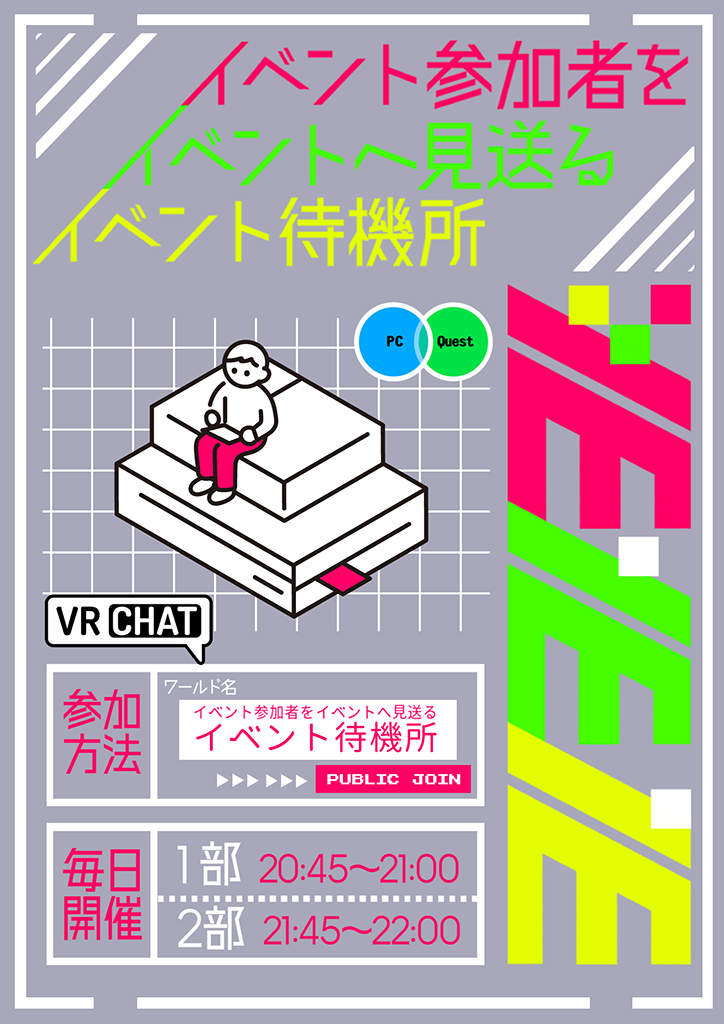 イベント参加者を
イベントへ見送る
イベント待機所
PC
Quest
VR CHAT
参加
方法
ワールド名
イベント参加者をイベントへ見送る
イベント待機所
PUBLIC JOIN
毎日
開催
1部 20:45〜21:00
2部 21:45〜22:00